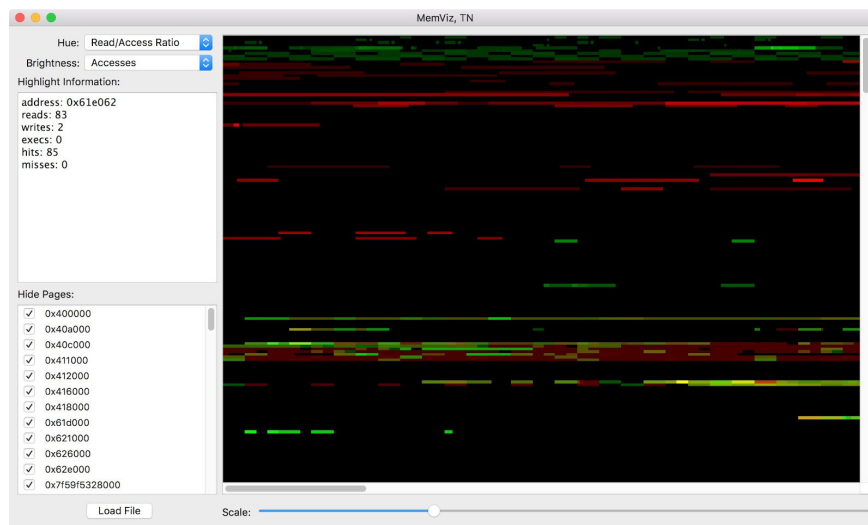 MemViz, TN
Hue: Read/Access Ratio
Brightness: Accesses
Highlight Information:
address: 0x61e062
reads: 83
writes: 2
execs: 0
hits: 85
misses: 0
Hide Pages:
0x400000
0x40a000
0x40c000
0x411000
0x412000
0x416000
0x418000
0x61d000
0x621000
0x626000
0x62e000
0x7f59f5328000
Load File
Scale: